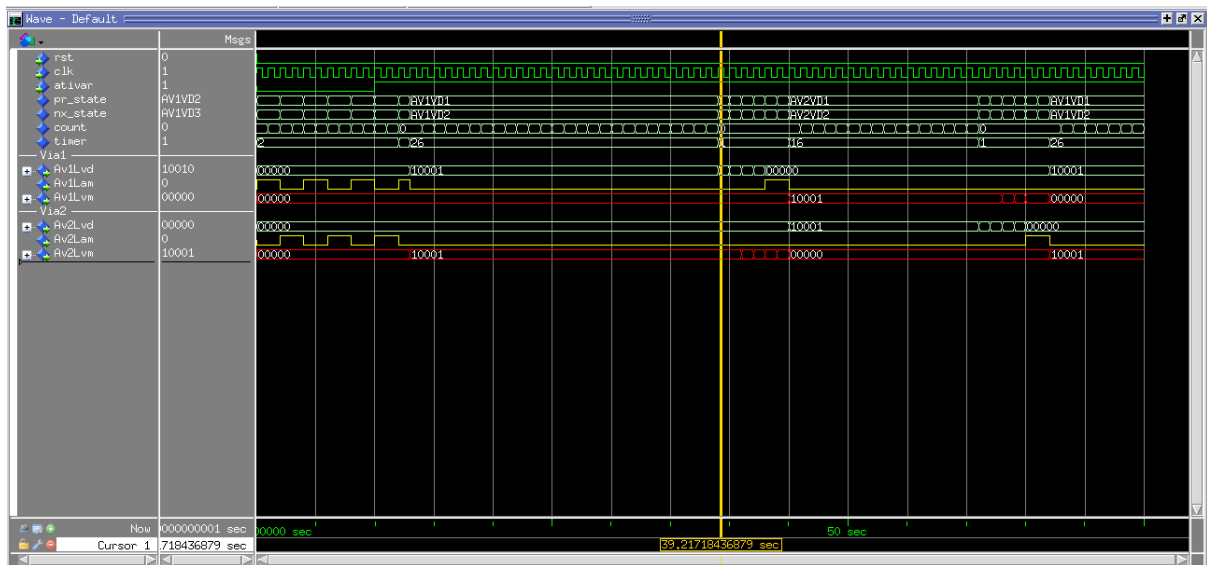 Wave - Default
Msgs
rst 0
clk 1
ativar 1
pr_state AV1VD2 AV1VD1 AV2VD1 AV1VD1
nx_state AV1VD3 AV1VD2 AV2VD2 AV1VD2
count 0 0 0 0
timer 1 2 26 1 16 1 26
Via1
Av1Lvd 10010 00000 10001 00000 10001
Av1Lam 0
Av1Lvm 00000 00000 10001 00000
Via2
Av2Lvd 00000 00000 10001 00000
Av2Lam 0
Av2Lvm 10001 00000 10001 00000 10001
Now 000000001 sec 0000 sec 50 sec
Cursor 1 .718436879 sec 39.21718436879 sec